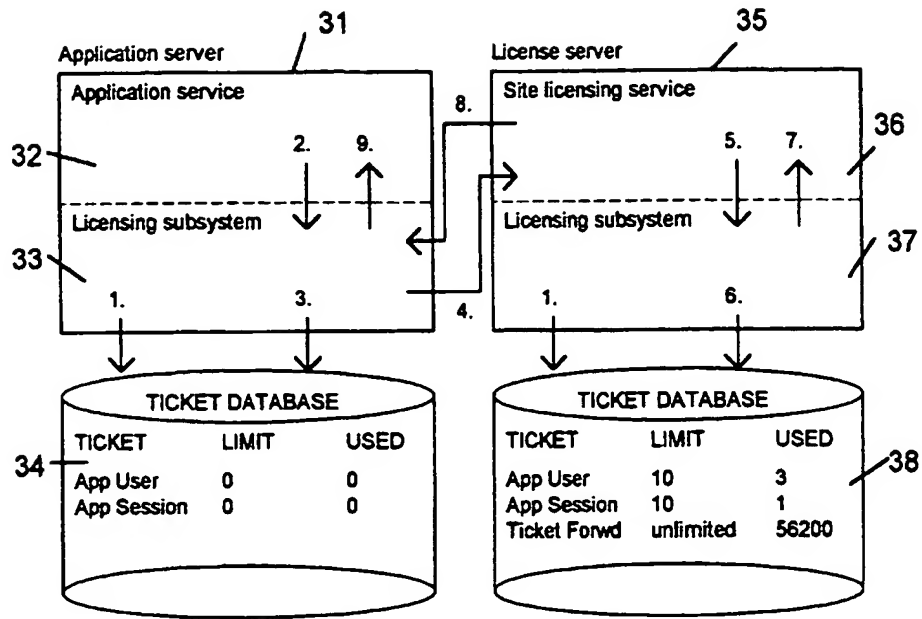 31
35
Application server
License server
Application service
Site licensing service
8.
32
2.
9.
5.
7.
36
Licensing subsystem
Licensing subsystem
33
37
1.
3.
4.
1.
6.
TICKET DATABASE
TICKET LIMIT USED
34
App User 0 0
App Session 0 0
TICKET DATABASE
TICKET LIMIT USED
38
App User 10 3
App Session 10 1
Ticket Forwd unlimited 56200